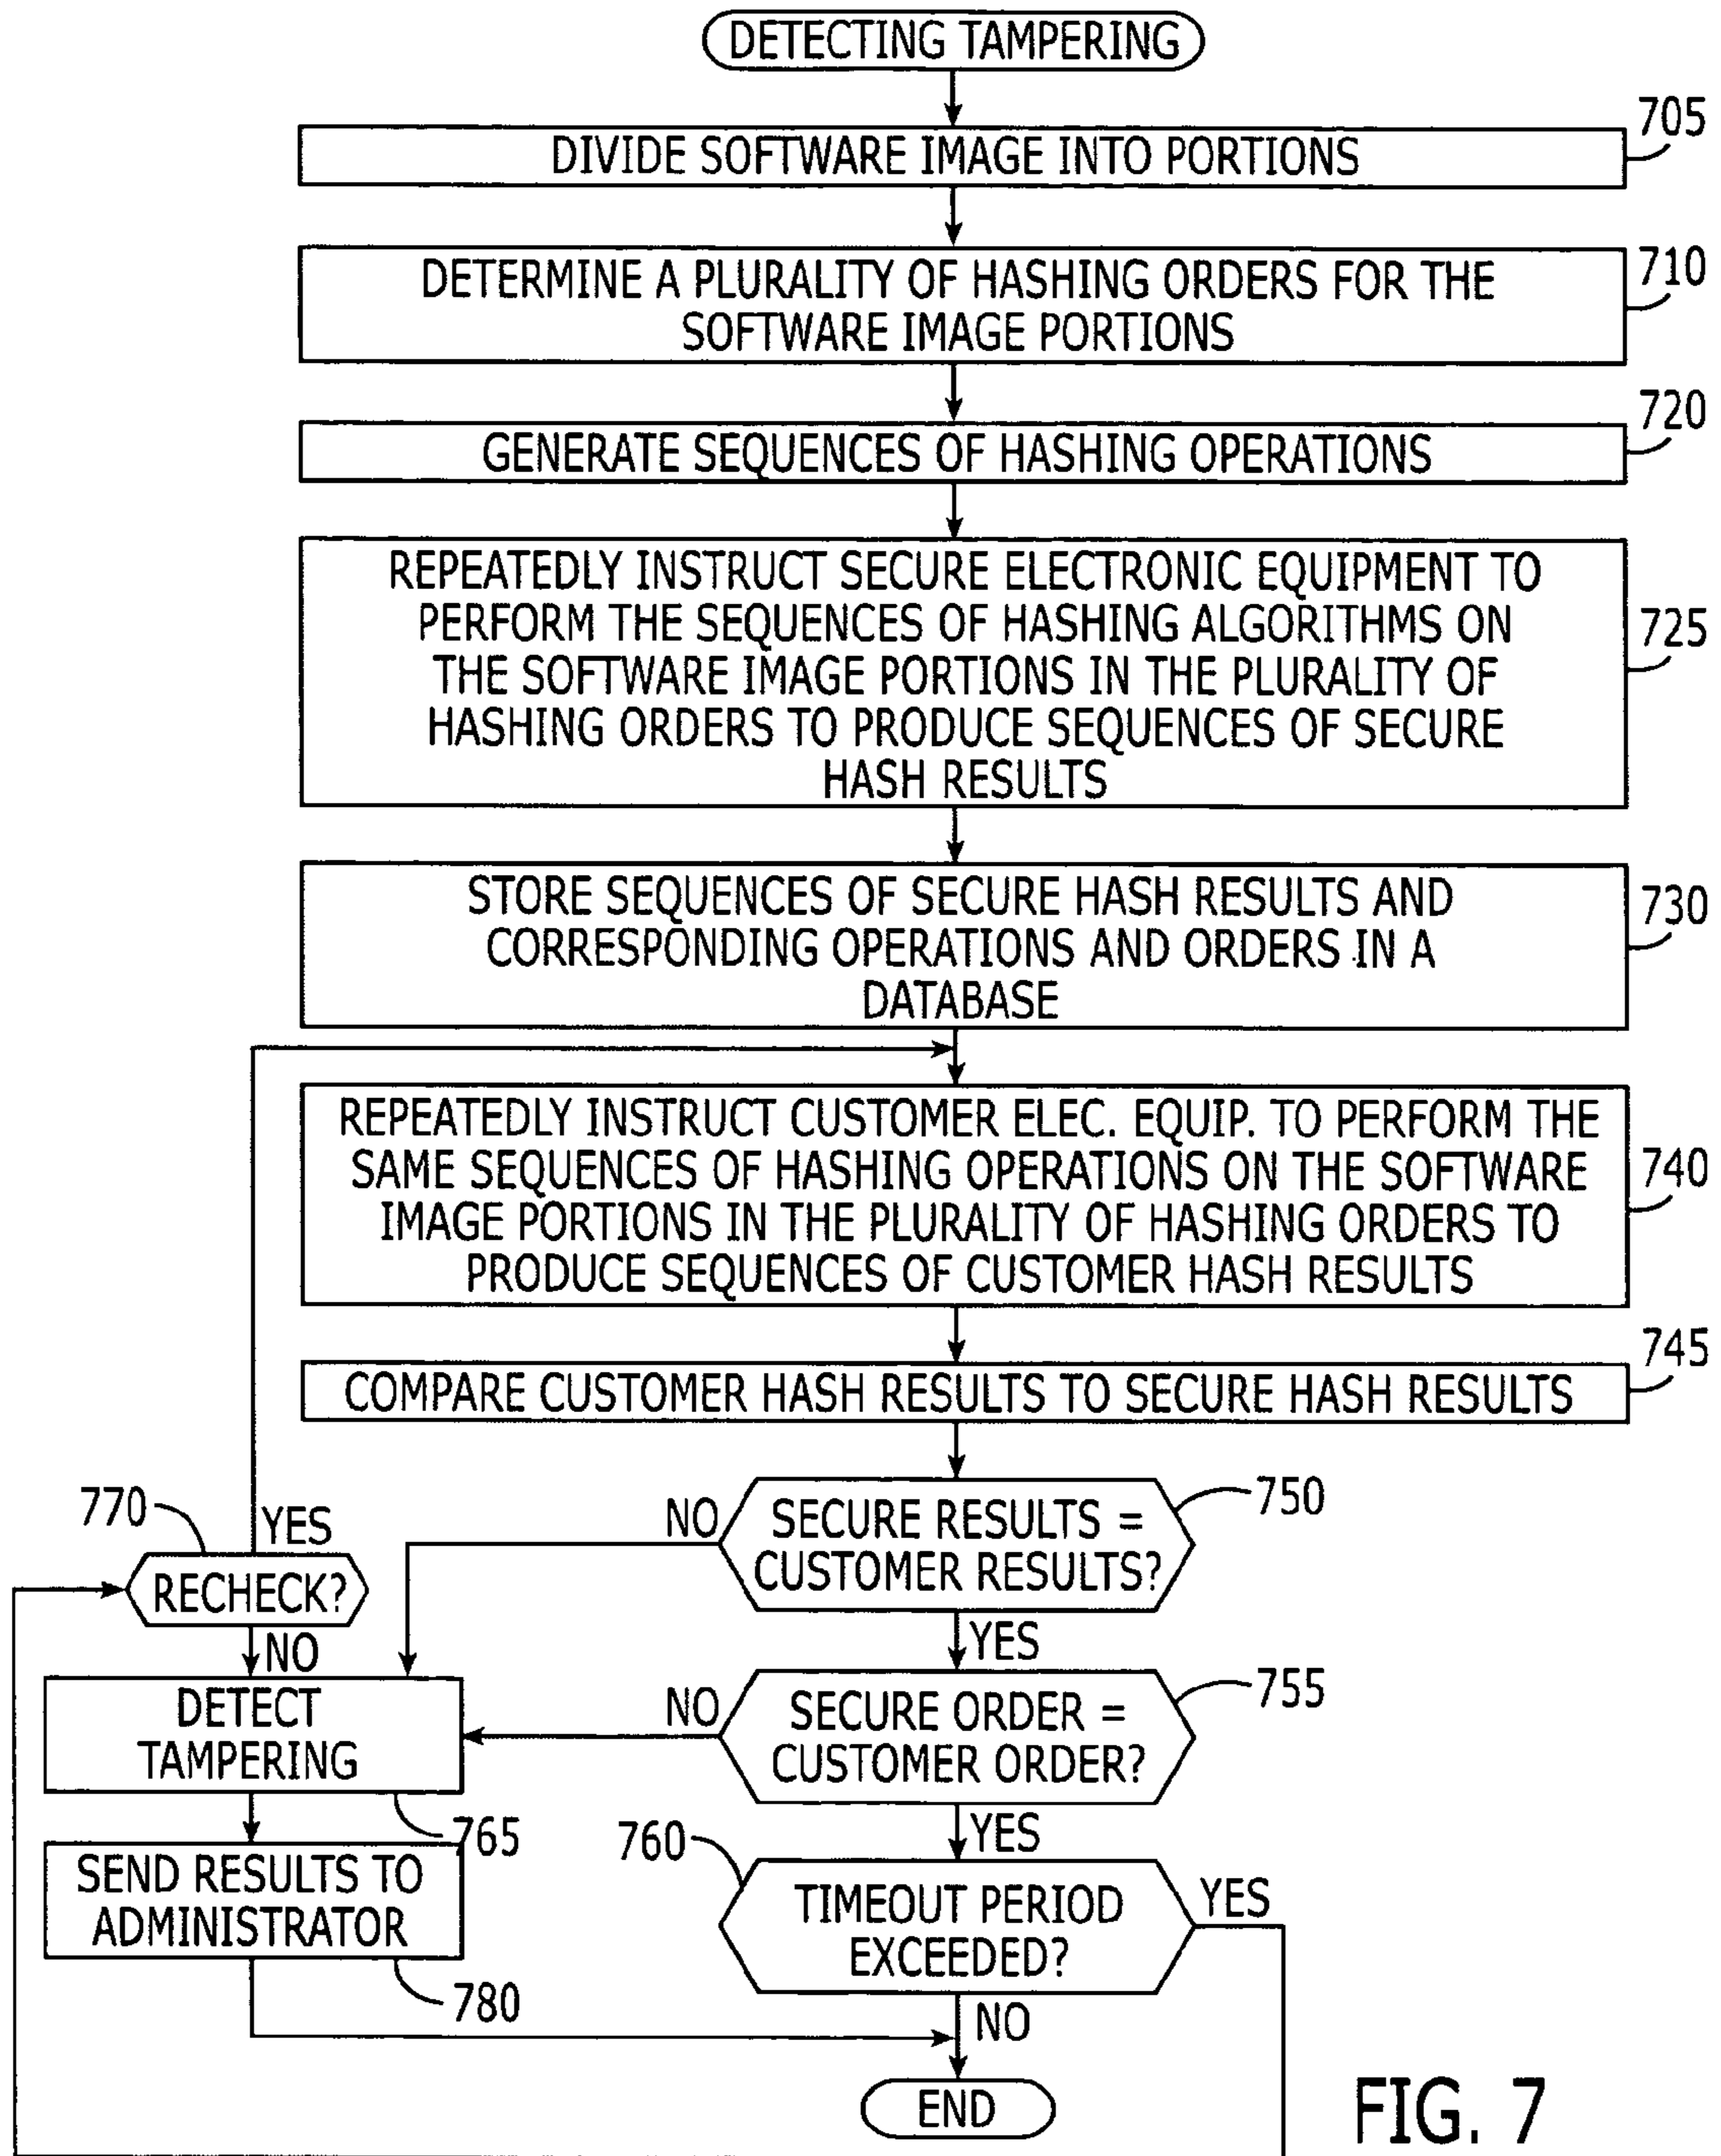 DETECTING TAMPERING
705
DIVIDE SOFTWARE IMAGE INTO PORTIONS
710
DETERMINE A PLURALITY OF HASHING ORDERS FOR THE
SOFTWARE IMAGE PORTIONS
720
GENERATE SEQUENCES OF HASHING OPERATIONS
REPEATEDLY INSTRUCT SECURE ELECTRONIC EQUIPMENT TO
PERFORM THE SEQUENCES OF HASHING ALGORITHMS ON
THE SOFTWARE IMAGE PORTIONS IN THE PLURALITY OF
HASHING ORDERS TO PRODUCE SEQUENCES OF SECURE
HASH RESULTS
725
STORE SEQUENCES OF SECURE HASH RESULTS AND
CORRESPONDING OPERATIONS AND ORDERS IN A
DATABASE
730
REPEATEDLY INSTRUCT CUSTOMER ELEC. EQUIP. TO PERFORM THE
SAME SEQUENCES OF HASHING OPERATIONS ON THE SOFTWARE
IMAGE PORTIONS IN THE PLURALITY OF HASHING ORDERS TO
PRODUCE SEQUENCES OF CUSTOMER HASH RESULTS
740
745
COMPARE CUSTOMER HASH RESULTS TO SECURE HASH RESULTS
770
YES
RECHECK?
NO
NO
SECURE RESULTS =
CUSTOMER RESULTS?
750
YES
DETECT
TAMPERING
765
NO
SECURE ORDER =
CUSTOMER ORDER?
755
YES
SEND RESULTS TO
ADMINISTRATOR
780
760
TIMEOUT PERIOD
EXCEEDED?
YES
NO
END
FIG. 7